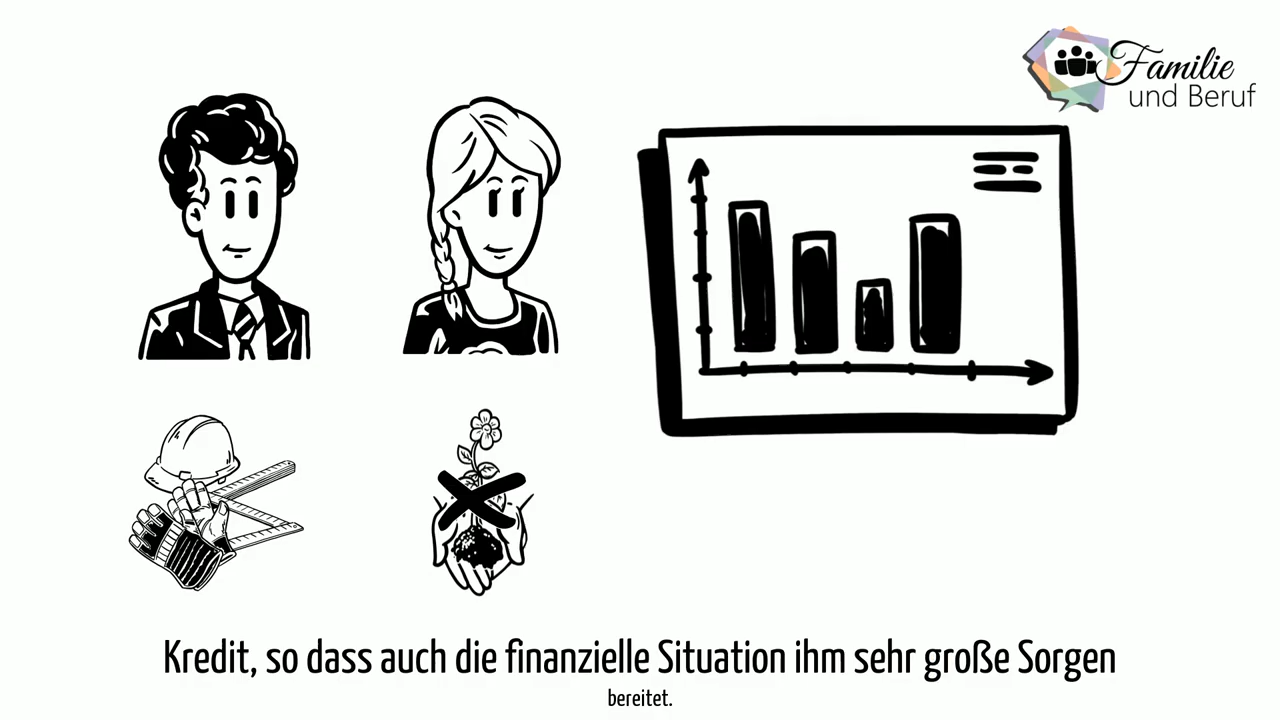 Familie
und Beruf
Kredit, so dass auch die finanzielle Situation ihm sehr große Sorgen
bereitet.